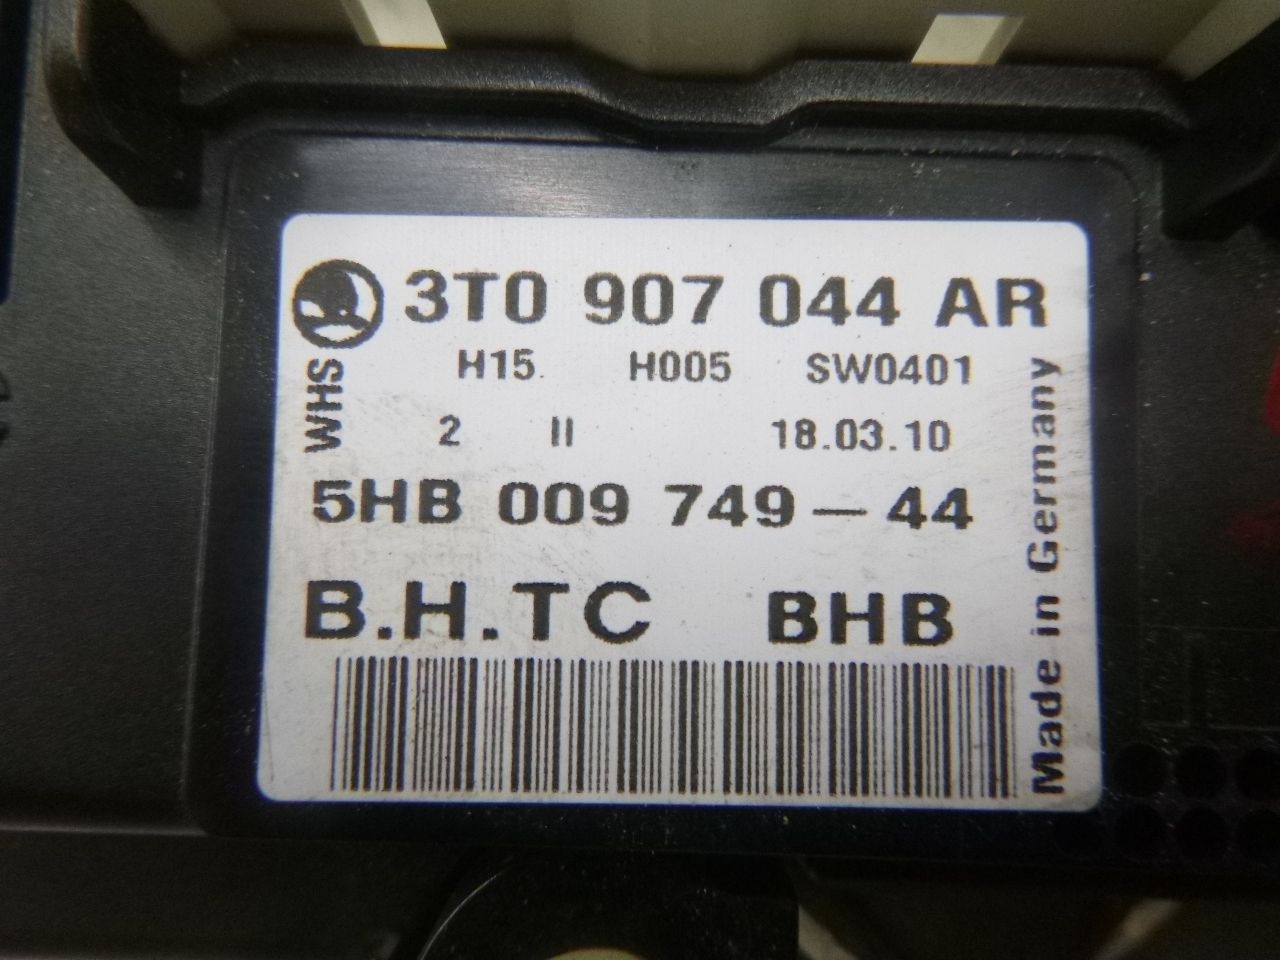 3T0 907 044 AR
H15 H005 SW0401
WHS
2 II 18.03.10
5HB 009 749-44
B.H.TC BHB
Made in Germany